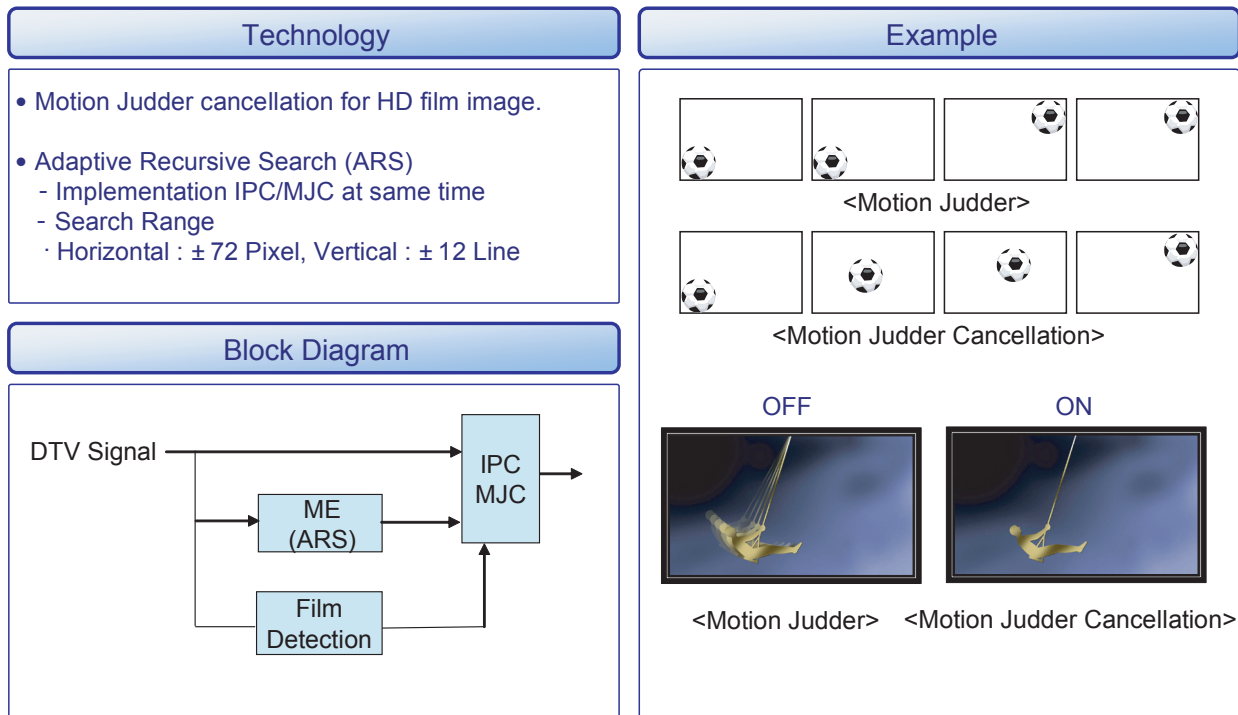 Technology
• Motion Judder cancellation for HD film image.
• Adaptive Recursive Search (ARS)
- Implementation IPC/MJC at same time
- Search Range
· Horizontal : ± 72 Pixel, Vertical : ± 12 Line
Block Diagram
DTV Signal
ME
(ARS)
Film
Detection
IPC
MJC
Example
<Motion Judder>
<Motion Judder Cancellation>
OFF
ON
<Motion Judder>
<Motion Judder Cancellation>